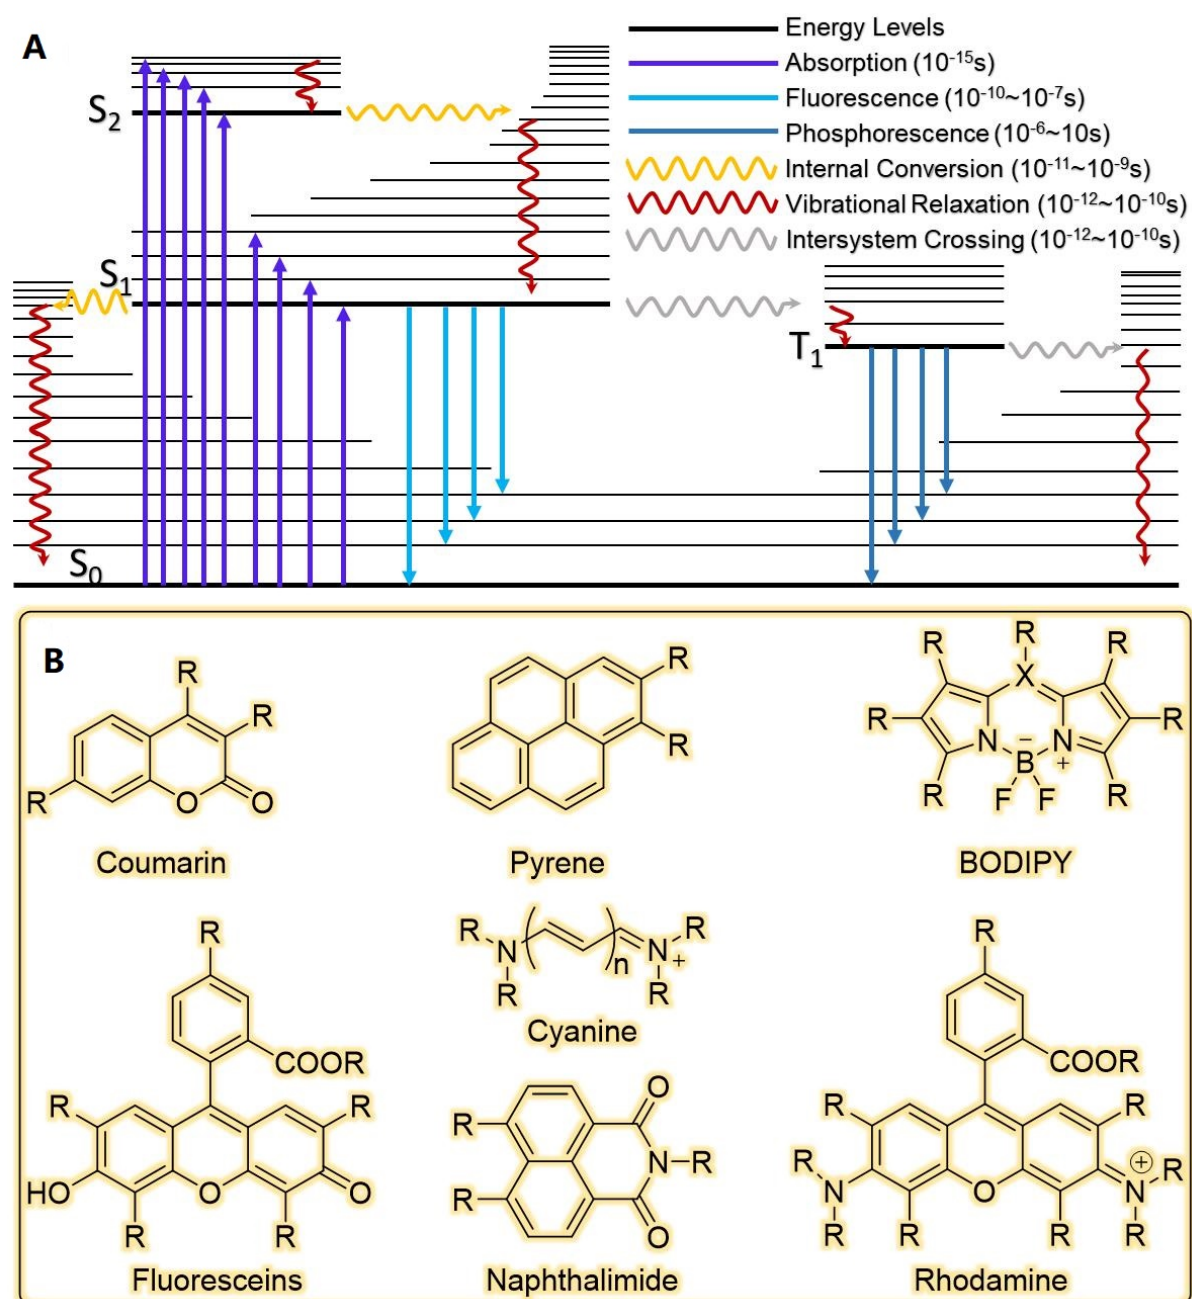 A
Energy Levels
Absorption (10⁻¹⁵s)
Fluorescence (10⁻¹⁰~10⁻⁷s)
Phosphorescence (10⁻⁶~10s)
Internal Conversion (10⁻¹¹~10⁻⁹s)
Vibrational Relaxation (10⁻¹²~10⁻¹⁰s)
Intersystem Crossing (10⁻¹²~10⁻¹⁰s)
S₂
S₁
T₁
S₀
B
R
R
R
O
O
Coumarin
R
R
Pyrene
R
R
R
X
R
R
N
N
−
B
+
R
F
F
R
BODIPY
R
COOR
R
R
HO
O
O
R
R
Fluoresceins
R
N
R
n
N
+
R
R
Cyanine
O
R
N
R
R
O
Naphthalimide
R
COOR
R
R
R
N
R
R
O
R
N
+
R
R
Rhodamine